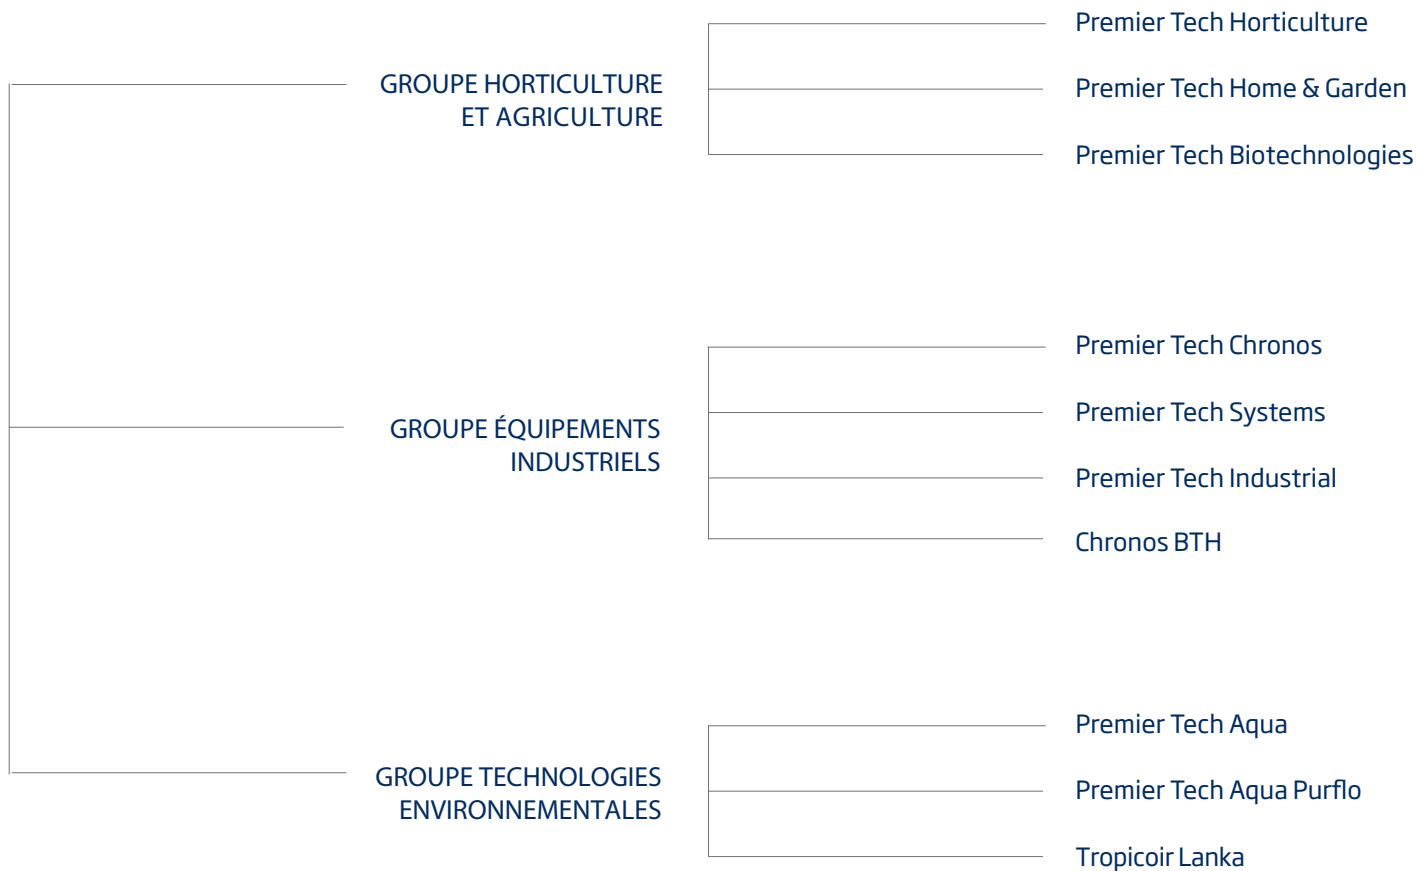 GROUPE HORTICULTURE
ET AGRICULTURE
Premier Tech Horticulture
Premier Tech Home & Garden
Premier Tech Biotechnologies
GROUPE ÉQUIPEMENTS
INDUSTRIELS
Premier Tech Chronos
Premier Tech Systems
Premier Tech Industrial
Chronos BTH
GROUPE TECHNOLOGIES
ENVIRONNEMENTALES
Premier Tech Aqua
Premier Tech Aqua Purflo
Tropicoir Lanka